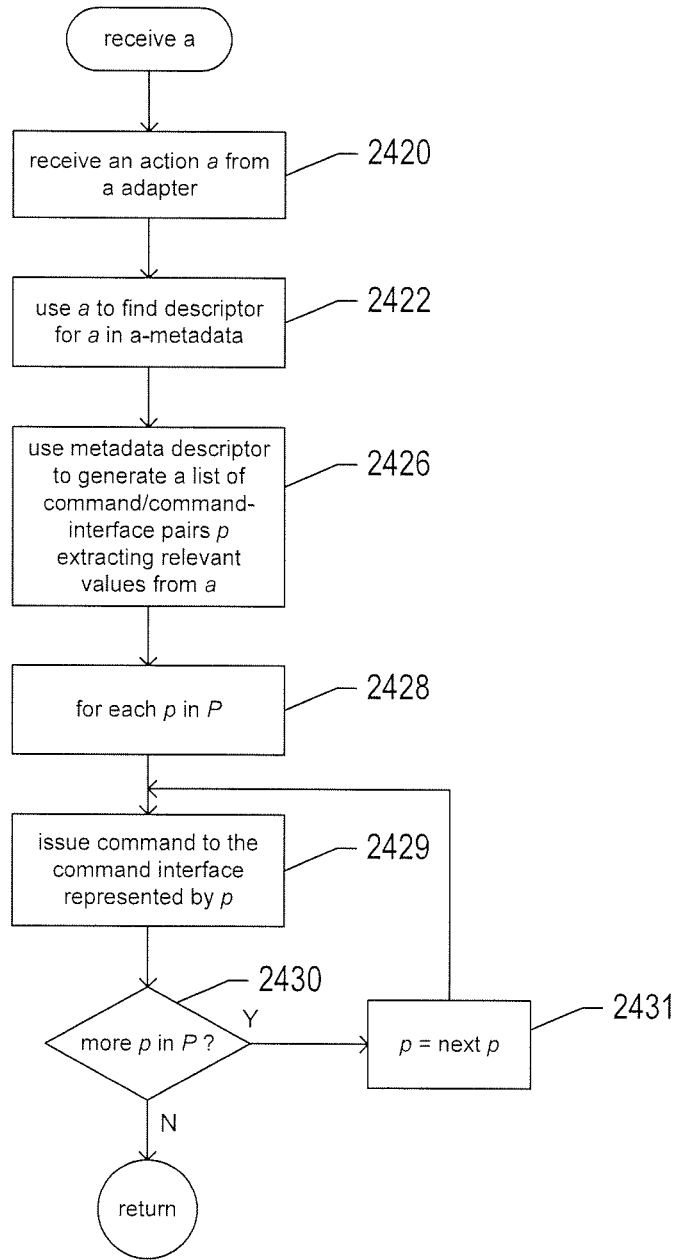 receive a
receive an action a from
a adapter
2420
use a to find descriptor
for a in a-metadata
2422
use metadata descriptor
to generate a list of
command/command-
interface pairs p
extracting relevant
values from a
2426
for each p in P
2428
issue command to the
command interface
represented by p
2429
2430
more p in P ?
Y
p = next p
2431
N
return